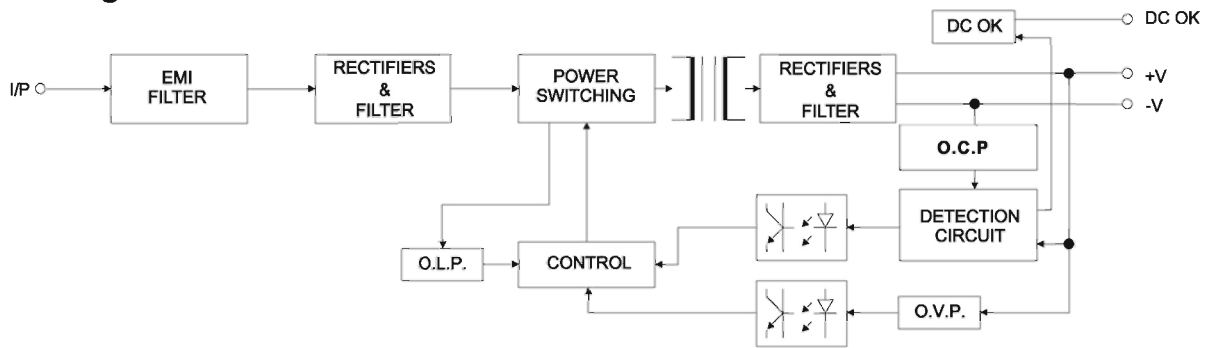 DC OK
DC OK
I/P
EMI
FILTER
RECTIFIERS
&
FILTER
POWER
SWITCHING
RECTIFIERS
&
FILTER
+V
-V
O.C.P
DETECTION
CIRCUIT
O.L.P.
CONTROL
O.V.P.